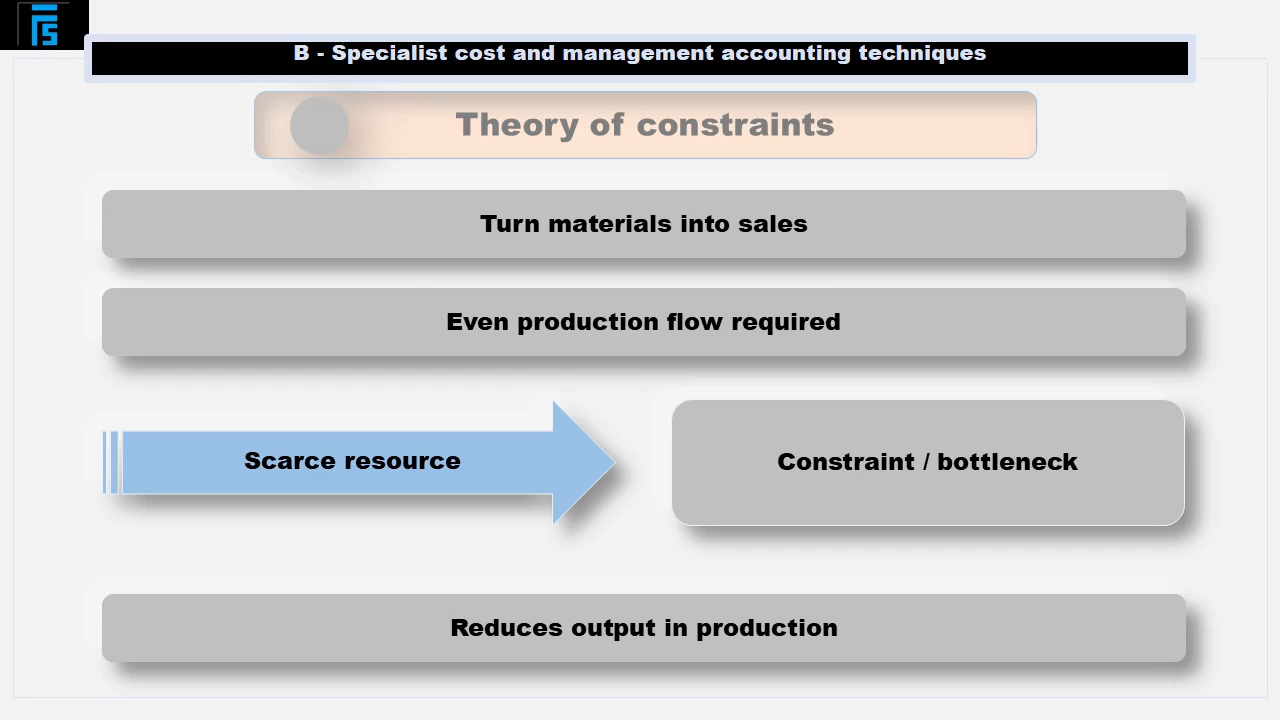 B - Specialist cost and management accounting techniques
Theory of constraints
Turn materials into sales
Even production flow required
Scarce resource
Constraint / bottleneck
Reduces output in production